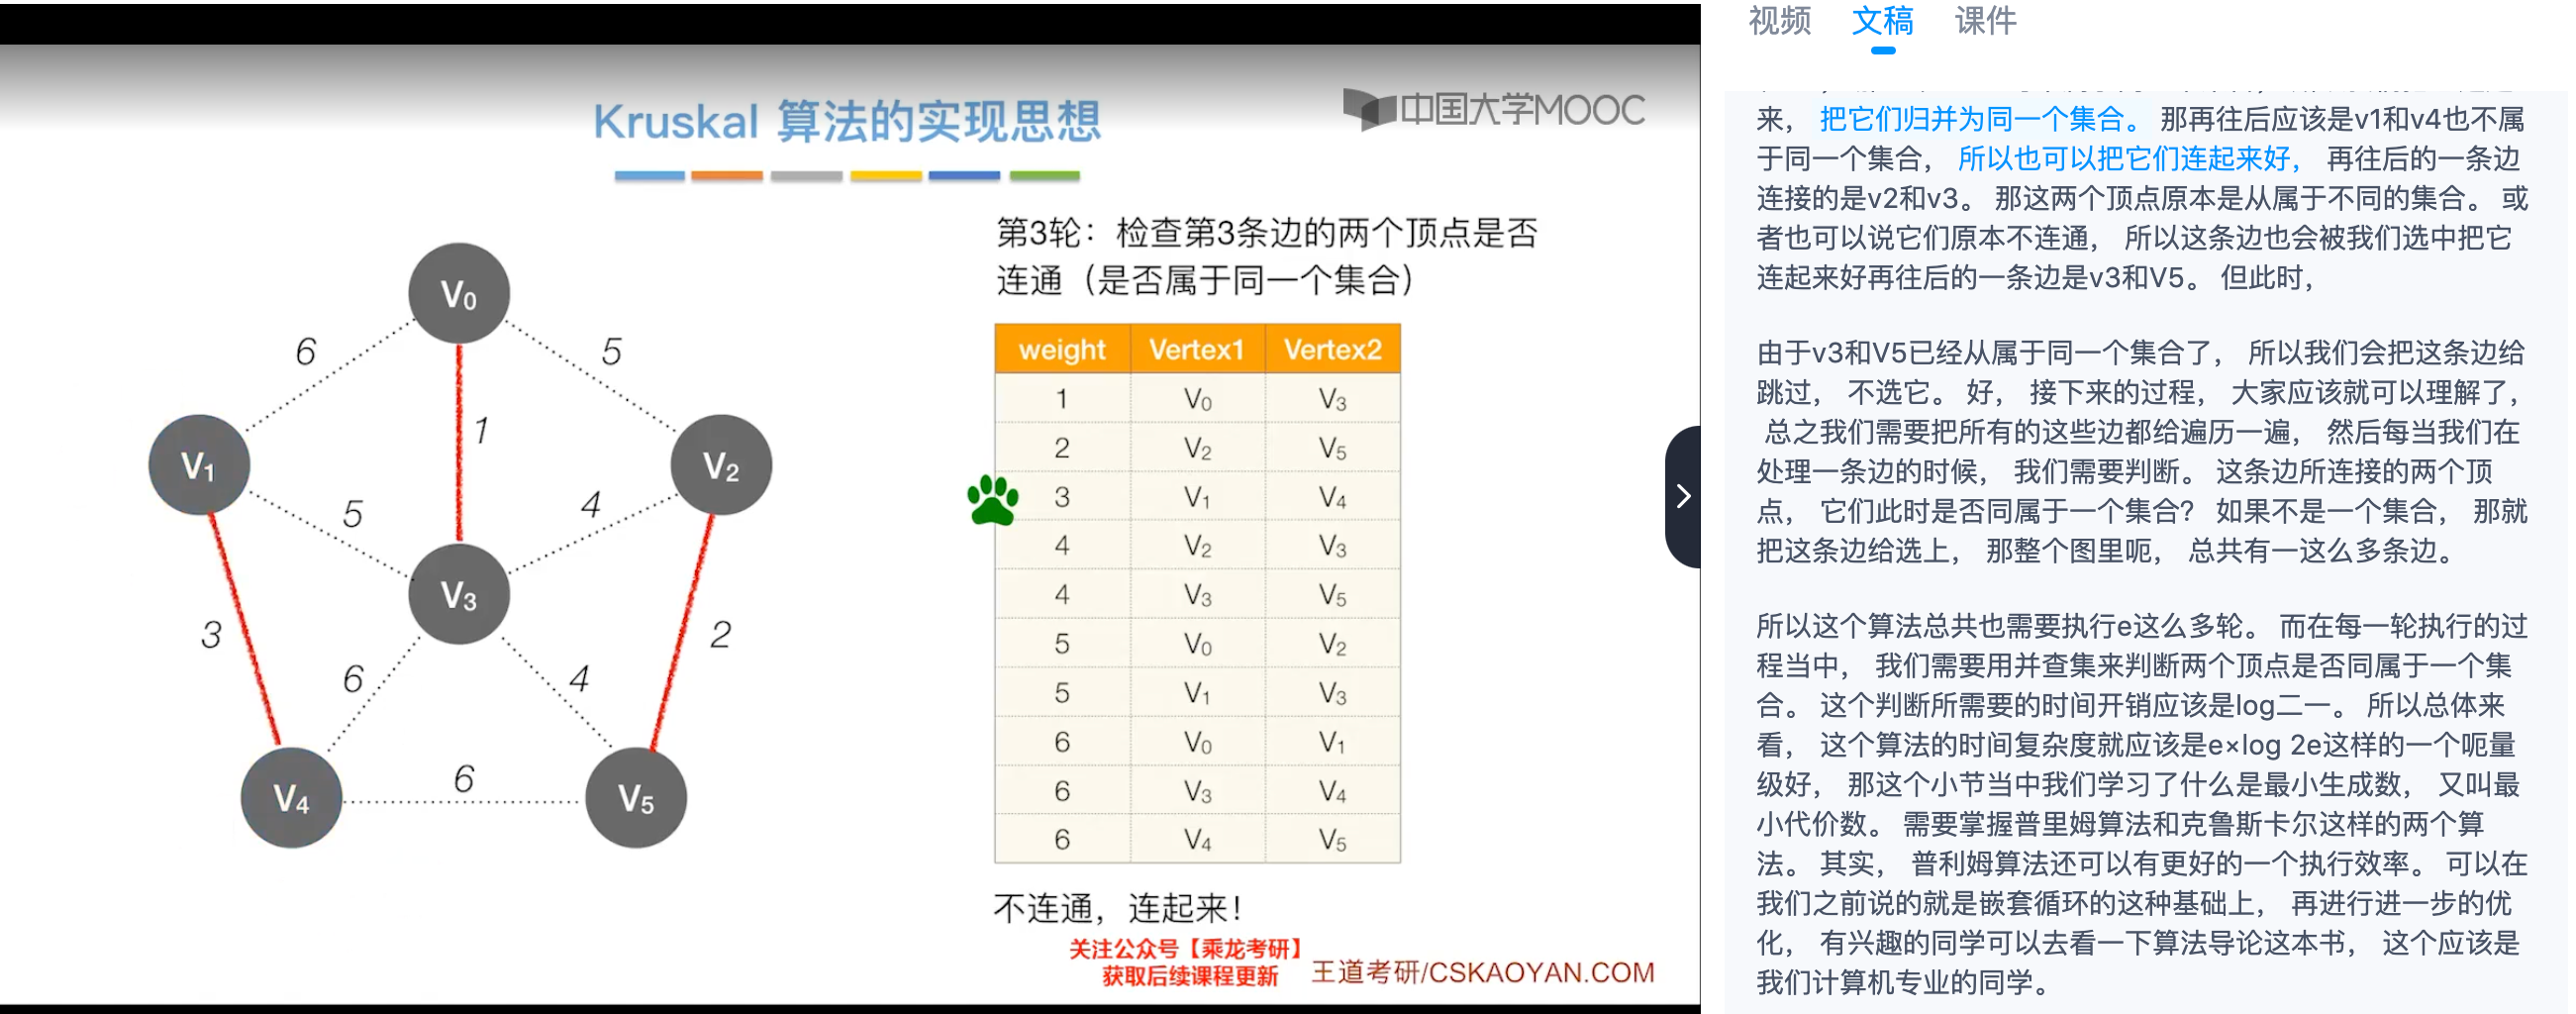 Kruskal 算法的实现思想
中国大学MOOC
第3轮：检查第3条边的两个顶点是否
连通（是否属于同一个集合）
V0
6
5
1
V1
V2
5
4
V3
3
2
6
4
V4
6
V5
weight Vertex1 Vertex2
1 V0 V3
2 V2 V5
3 V1 V4
4 V2 V3
4 V3 V5
5 V0 V2
5 V1 V3
6 V0 V1
6 V3 V4
6 V4 V5
不连通，连起来！
关注公众号【乘龙考研】
获取后续课程更新
王道考研/CSKAOYAN.COM
视频 文稿 课件
来， 把它们归并为同一个集合。 那再往后应该是v1和v4也不属
于同一个集合， 所以也可以把它们连起来好， 再往后的一条边
连接的是v2和v3。 那这两个顶点原本是从属于不同的集合。 或
者也可以说它们原本不连通， 所以这条边也会被我们选中把它
连起来好再往后的一条边是v3和V5。 但此时，
由于v3和V5已经从属于同一个集合了， 所以我们会把这条边给
跳过， 不选它。 好， 接下来的过程， 大家应该就可以理解了，
总之我们需要把所有的这些边都给遍历一遍， 然后每当我们在
处理一条边的时候， 我们需要判断。 这条边所连接的两个顶
点， 它们此时是否同属于一个集合？ 如果不是一个集合， 那就
把这条边给选上， 那整个图里呃， 总共有一这么多条边。
所以这个算法总共也需要执行e这么多轮。 而在每一轮执行的过
程当中， 我们需要用并查集来判断两个顶点是否同属于一个集
合。 这个判断所需要的时间开销应该是log二一。 所以总体来
看， 这个算法的时间复杂度就应该是e×log 2e这样的一个呃量
级好， 那这个小节当中我们学习了什么是最小生成数， 又叫最
小代价数。 需要掌握普里姆算法和克鲁斯卡尔这样的两个算
法。 其实， 普利姆算法还可以有更好的一个执行效率。 可以在
我们之前说的就是嵌套循环的这种基础上， 再进行进一步的优
化， 有兴趣的同学可以去看一下算法导论这本书， 这个应该是
我们计算机专业的同学。